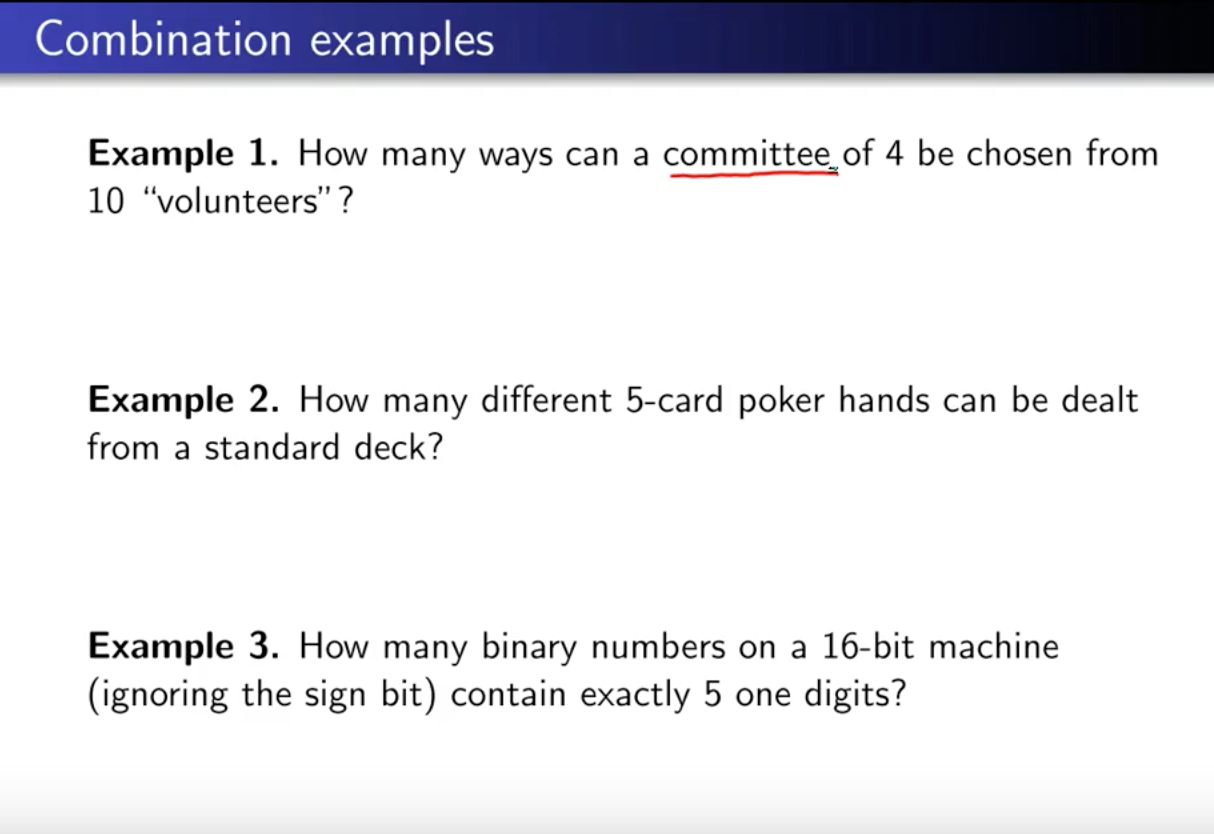 Combination examples
Example 1. How many ways can a committee of 4 be chosen from
10 “volunteers”?
Example 2. How many different 5-card poker hands can be dealt
from a standard deck?
Example 3. How many binary numbers on a 16-bit machine
(ignoring the sign bit) contain exactly 5 one digits?